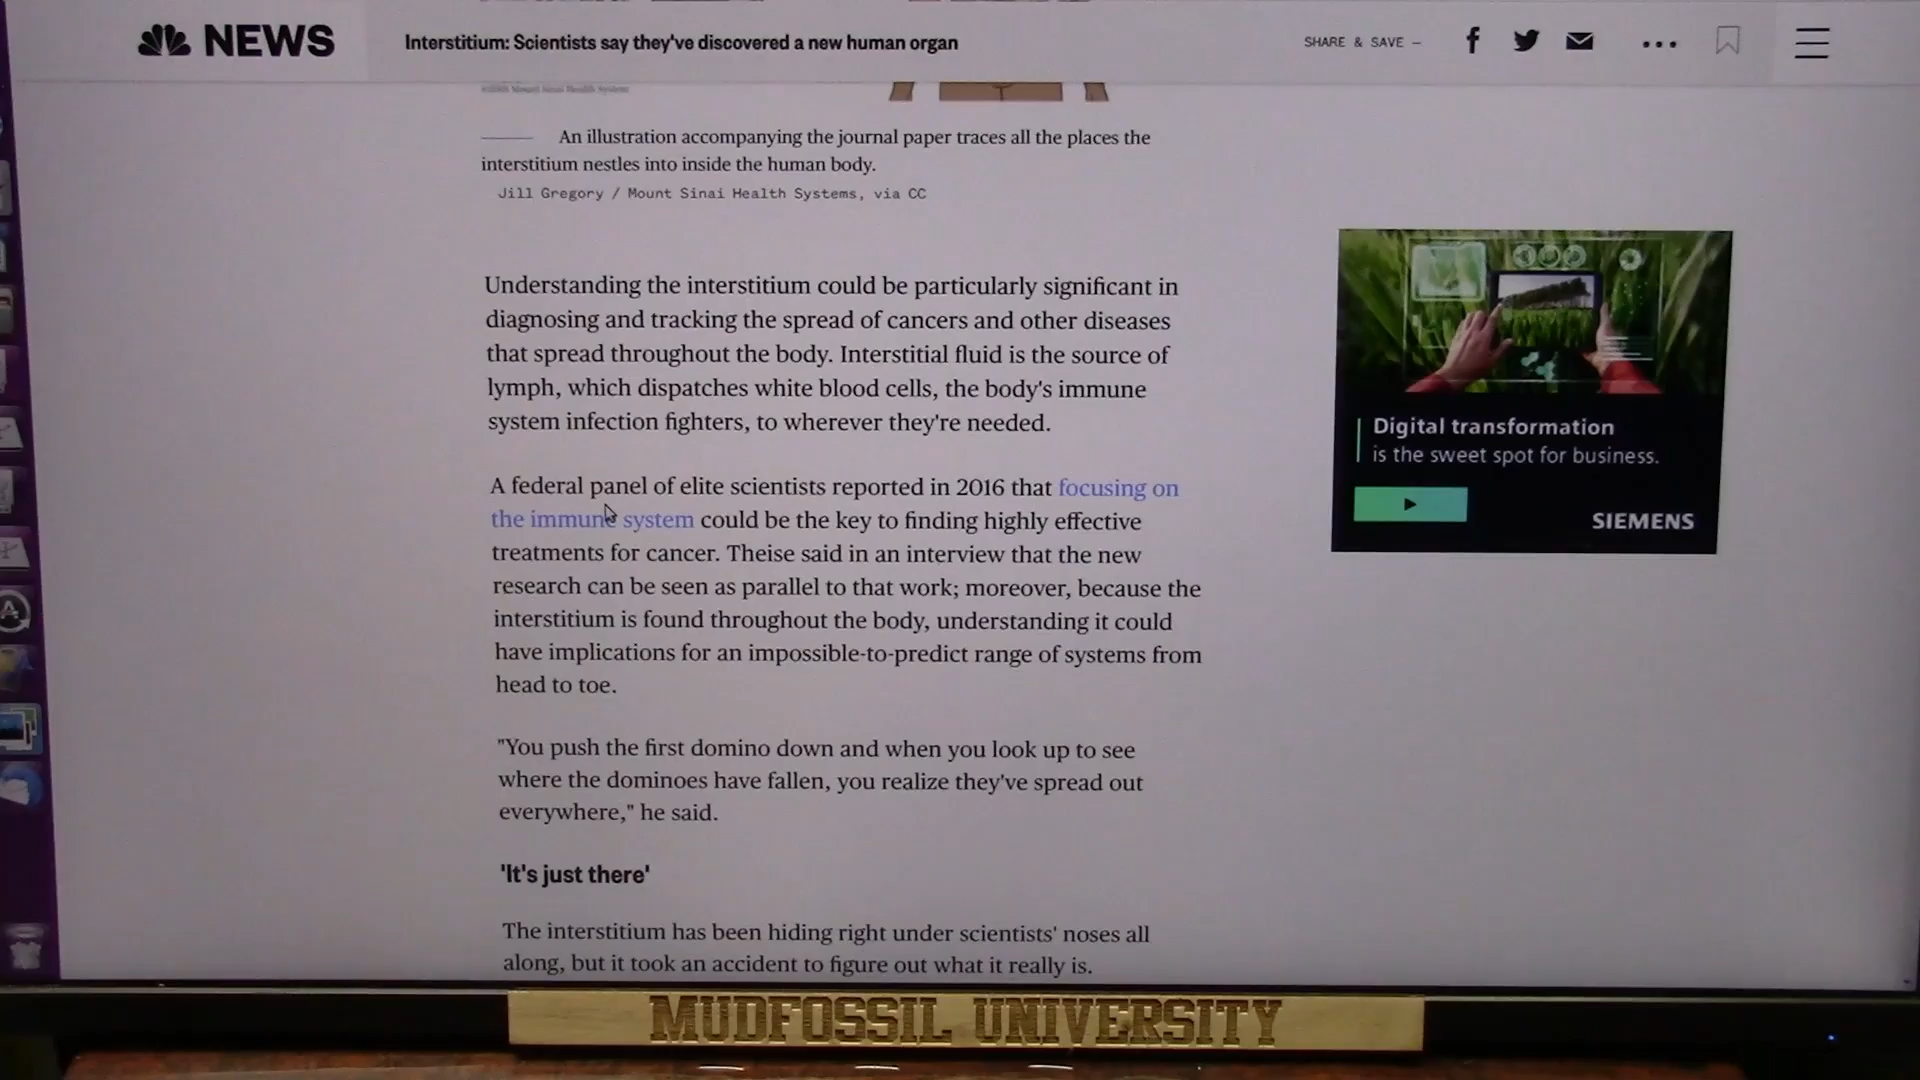 NEWS
Interstitium: Scientists say they've discovered a new human organ
SHARE & SAVE –
©2018 Mount Sinai Health System
An illustration accompanying the journal paper traces all the places the
interstitium nestles into inside the human body.
Jill Gregory / Mount Sinai Health Systems, via CC
Understanding the interstitium could be particularly significant in
diagnosing and tracking the spread of cancers and other diseases
that spread throughout the body. Interstitial fluid is the source of
lymph, which dispatches white blood cells, the body's immune
system infection fighters, to wherever they're needed.
A federal panel of elite scientists reported in 2016 that focusing on
the immune system could be the key to finding highly effective
treatments for cancer. Theise said in an interview that the new
research can be seen as parallel to that work; moreover, because the
interstitium is found throughout the body, understanding it could
have implications for an impossible-to-predict range of systems from
head to toe.
"You push the first domino down and when you look up to see
where the dominoes have fallen, you realize they've spread out
everywhere," he said.
'It's just there'
The interstitium has been hiding right under scientists' noses all
along, but it took an accident to figure out what it really is.
Digital transformation
is the sweet spot for business.
SIEMENS
MUDFOSSIL UNIVERSITY